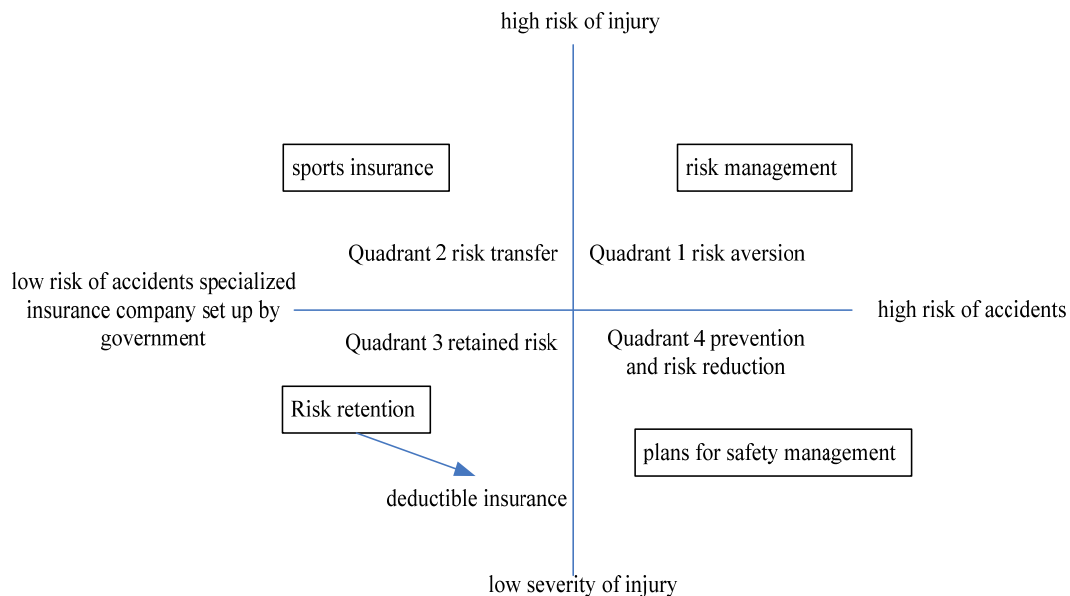 high risk of injury
sports insurance
risk management
Quadrant 2 risk transfer
Quadrant 1 risk aversion
low risk of accidents specialized
insurance company set up by
government
high risk of accidents
Quadrant 3 retained risk
Quadrant 4 prevention
and risk reduction
Risk retention
plans for safety management
deductible insurance
low severity of injury